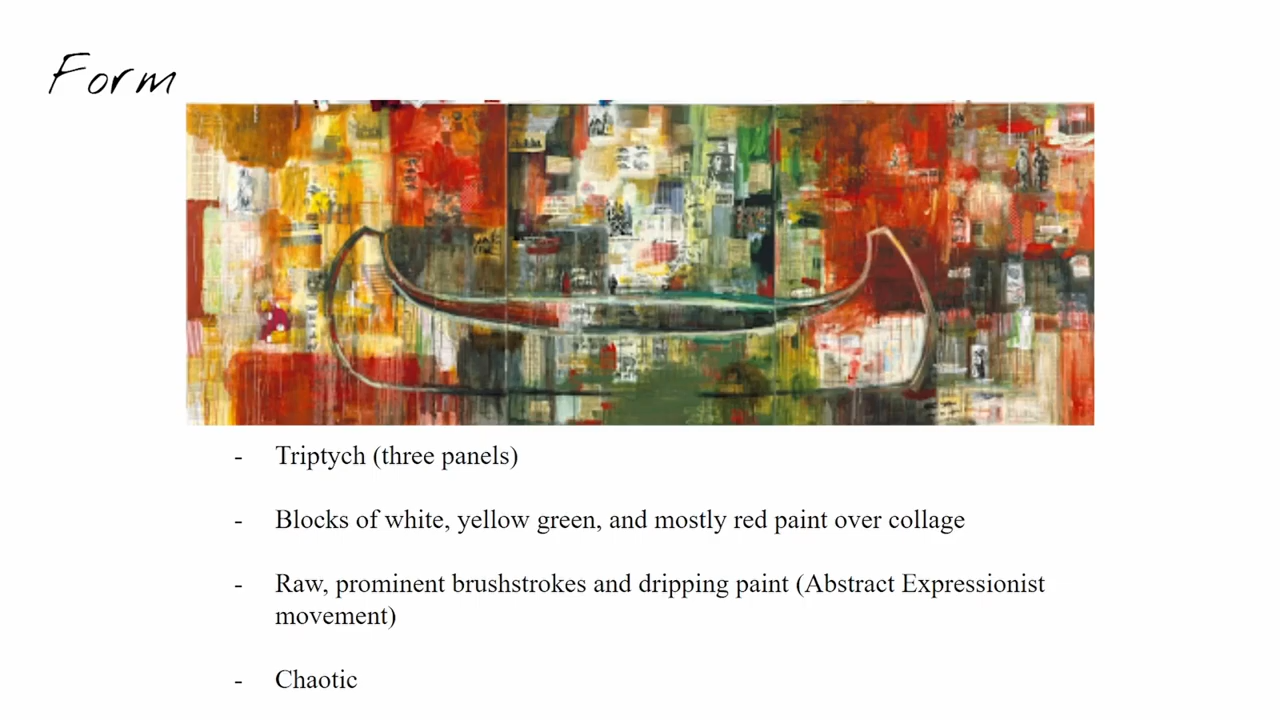 Form
- Triptych (three panels)
- Blocks of white, yellow green, and mostly red paint over collage
- Raw, prominent brushstrokes and dripping paint (Abstract Expressionist
movement)
- Chaotic